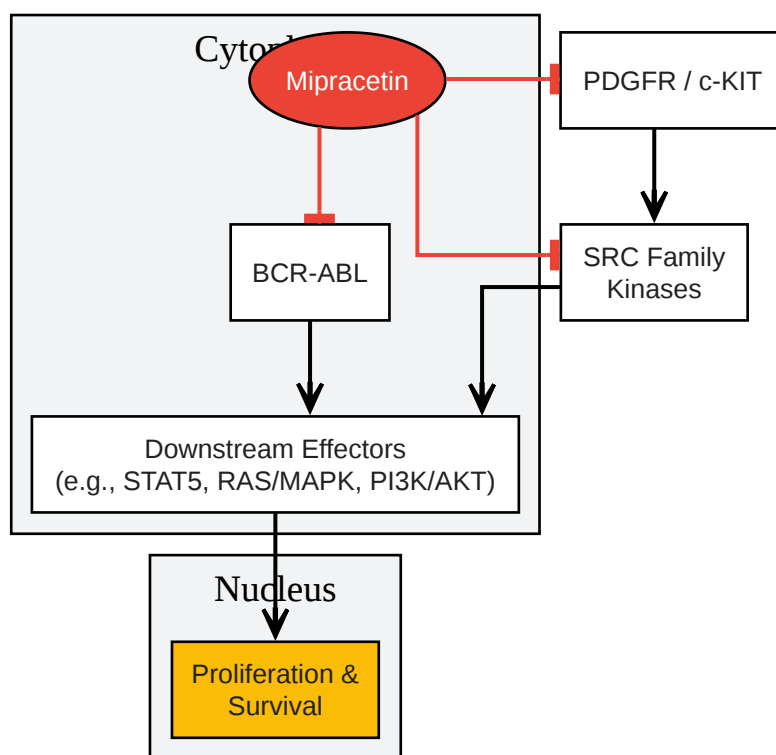 Mipracetin
PDGFR / c-KIT
BCR-ABL
SRC Family
Kinases
Downstream Effectors
(e.g., STAT5, RAS/MAPK, PI3K/AKT)
Nucleus
Proliferation &
Survival